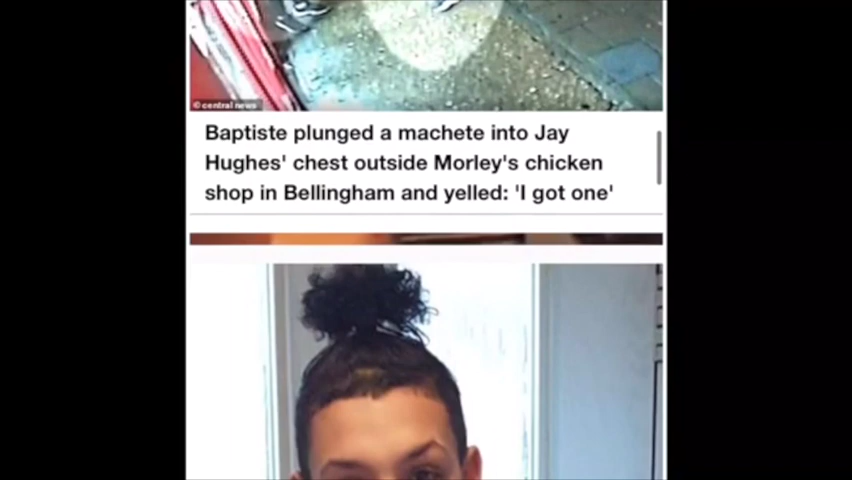 © central news
Baptiste plunged a machete into Jay
Hughes' chest outside Morley's chicken
shop in Bellingham and yelled: 'I got one'